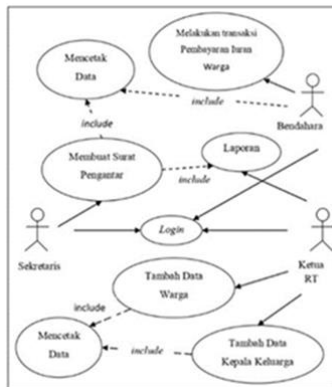 Melakukan transaksi
Pembayaran Iuran
Warga
Mencetak
Data
include
Bendahara
include
Membuat Surat
Pengantar
Laporan
include
Login
Sekretaris
Ketua
RT
Tambah Data
Warga
include
Mencetak
Data
include
Tambah Data
Kepala Keluarga